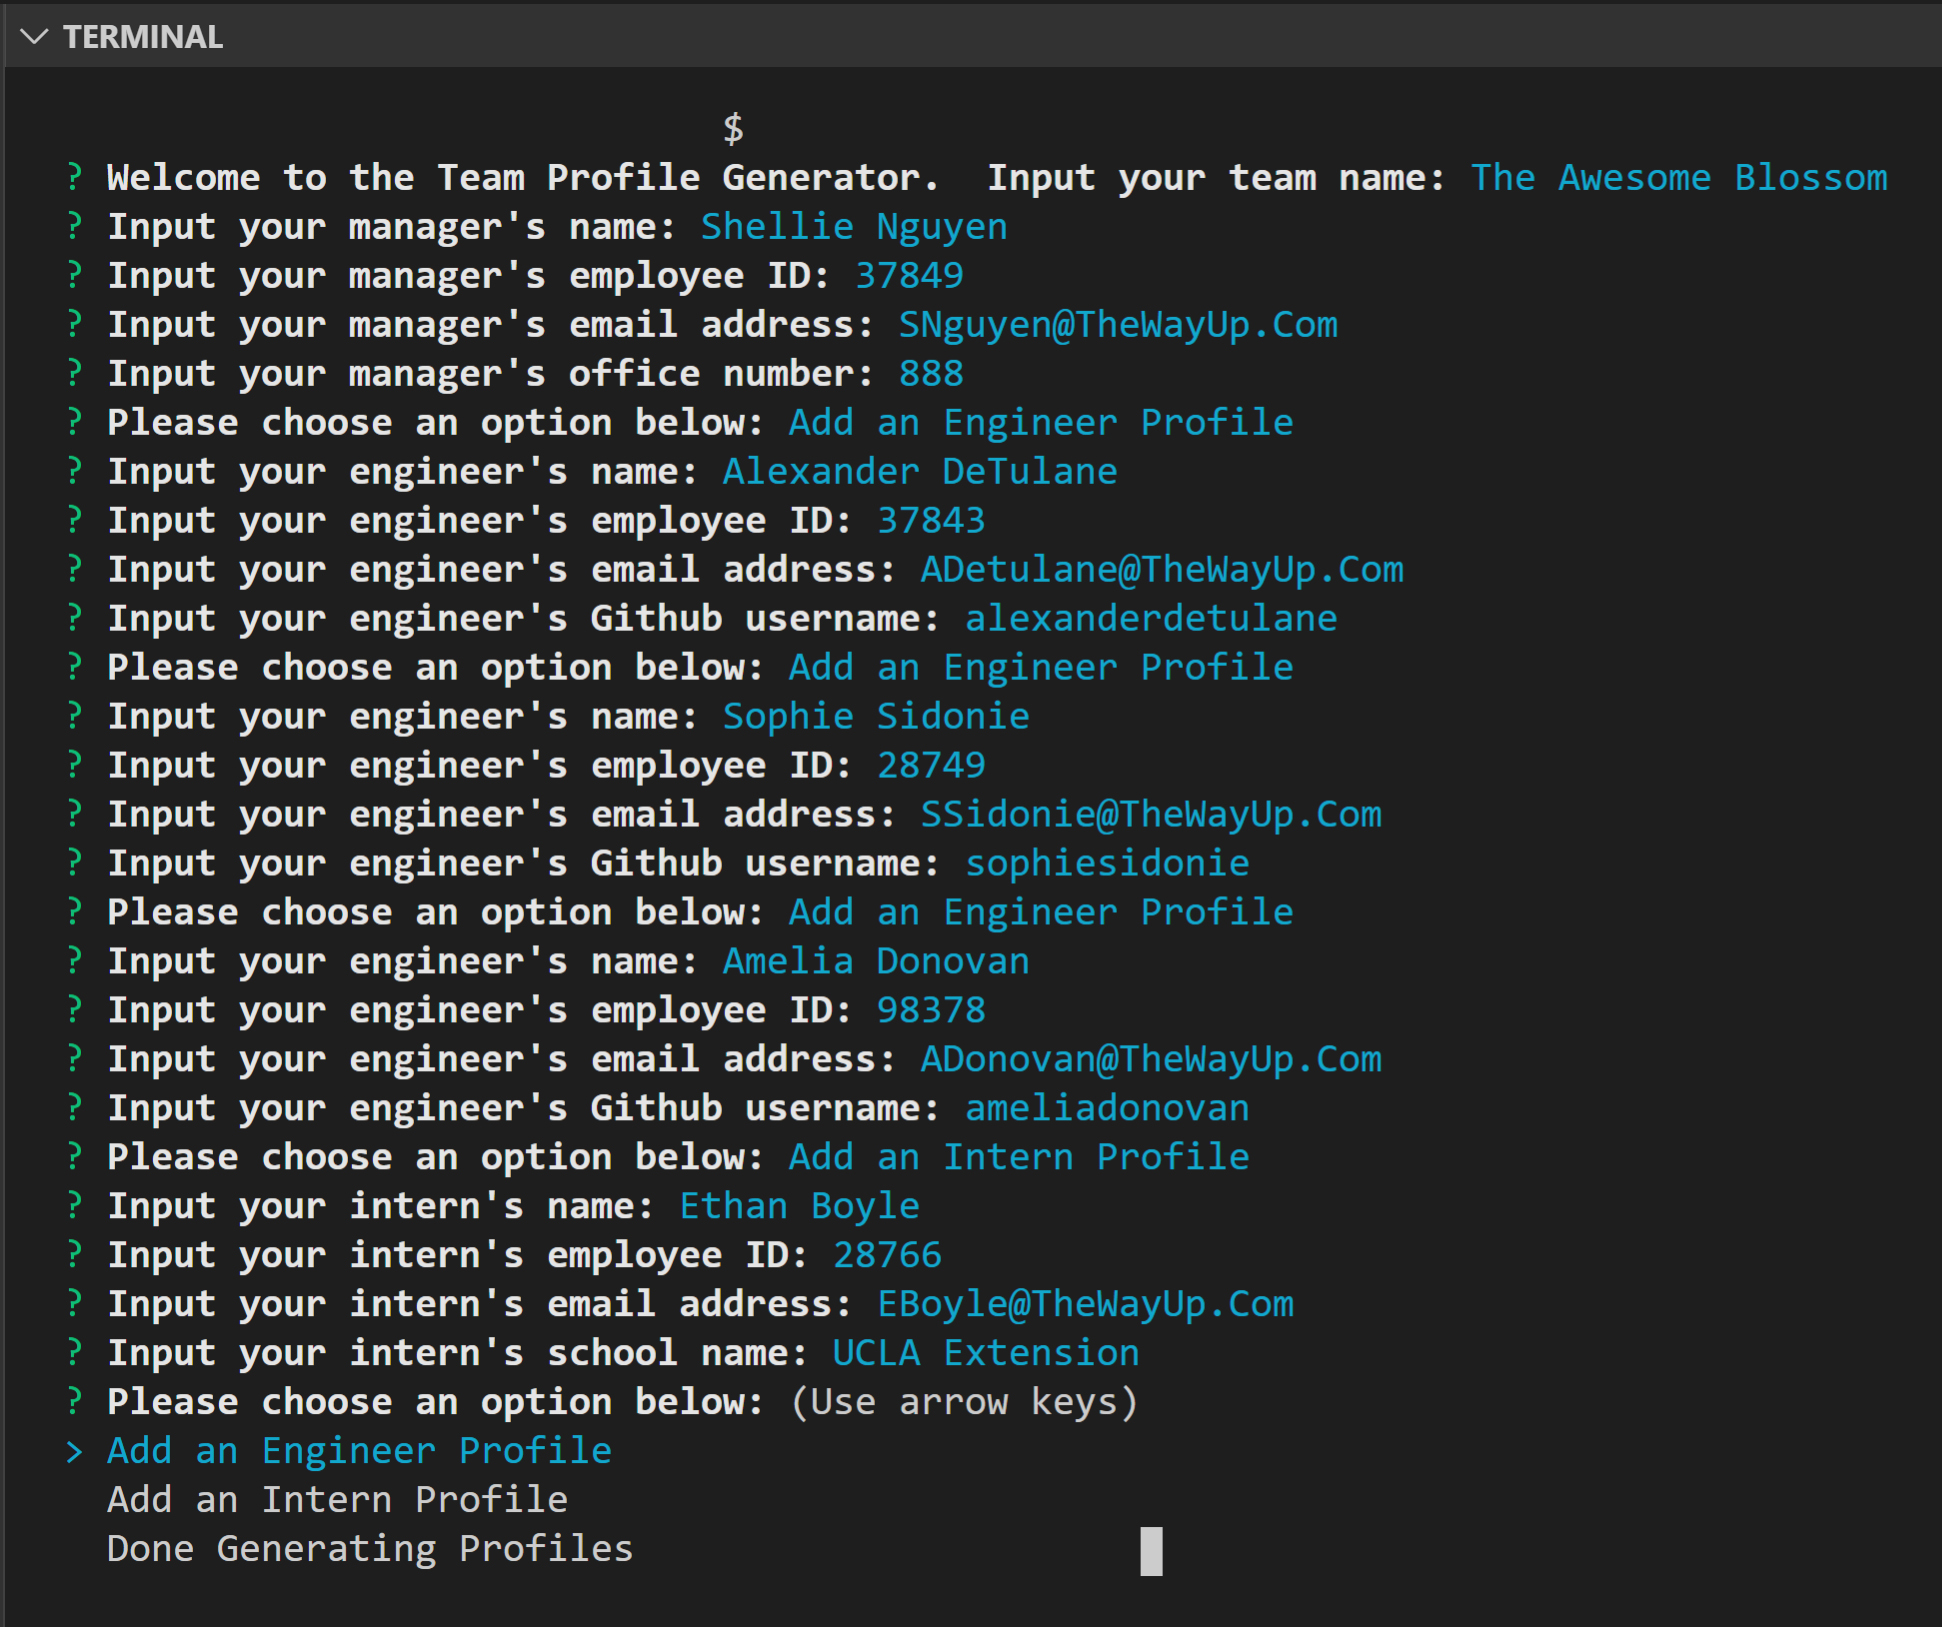 TERMINAL
$
? Welcome to the Team Profile Generator.  Input your team name: The Awesome Blossom
? Input your manager's name: Shellie Nguyen
? Input your manager's employee ID: 37849
? Input your manager's email address: SNguyen@TheWayUp.Com
? Input your manager's office number: 888
? Please choose an option below: Add an Engineer Profile
? Input your engineer's name: Alexander DeTulane
? Input your engineer's employee ID: 37843
? Input your engineer's email address: ADetulane@TheWayUp.Com
? Input your engineer's Github username: alexanderdetulane
? Please choose an option below: Add an Engineer Profile
? Input your engineer's name: Sophie Sidonie
? Input your engineer's employee ID: 28749
? Input your engineer's email address: SSidonie@TheWayUp.Com
? Input your engineer's Github username: sophiesidonie
? Please choose an option below: Add an Engineer Profile
? Input your engineer's name: Amelia Donovan
? Input your engineer's employee ID: 98378
? Input your engineer's email address: ADonovan@TheWayUp.Com
? Input your engineer's Github username: ameliadonovan
? Please choose an option below: Add an Intern Profile
? Input your intern's name: Ethan Boyle
? Input your intern's employee ID: 28766
? Input your intern's email address: EBoyle@TheWayUp.Com
? Input your intern's school name: UCLA Extension
? Please choose an option below: (Use arrow keys)
> Add an Engineer Profile
Add an Intern Profile
Done Generating Profiles